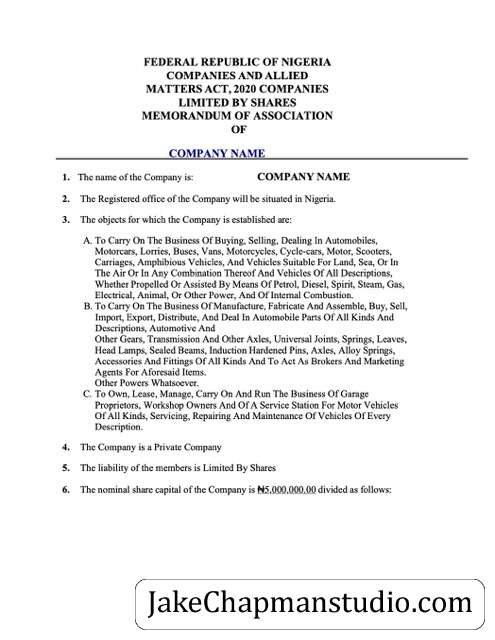 FEDERAL REPUBLIC OF NIGERIA
COMPANIES AND ALLIED
MATTERS ACT, 2020 COMPANIES
LIMITED BY SHARES
MEMORANDUM OF ASSOCIATION
OF
COMPANY NAME
1. The name of the Company is: COMPANY NAME
2. The Registered office of the Company will be situated in Nigeria.
3. The objects for which the Company is established are:
A. To Carry On The Business Of Buying, Selling, Dealing In Automobiles,
Motorcars, Lorries, Buses, Vans, Motorcycles, Cycle-cars, Motor, Scooters,
Carriages, Amphibious Vehicles, And Vehicles Suitable For Land, Sea, Or In
The Air Or In Any Combination Thereof And Vehicles Of All Descriptions,
Whether Propelled Or Assisted By Means Of Petrol, Diesel, Spirit, Steam, Gas,
Electrical, Animal, Or Other Power, And Of Internal Combustion.
B. To Carry On The Business Of Manufacture, Fabricate And Assemble, Buy, Sell,
Import, Export, Distribute, And Deal In Automobile Parts Of All Kinds And
Descriptions, Automotive And
Other Gears, Transmission And Other Axles, Universal Joints, Springs, Leaves,
Head Lamps, Sealed Beams, Induction Hardened Pins, Axles, Alloy Springs,
Accessories And Fittings Of All Kinds And To Act As Brokers And Marketing
Agents For Aforesaid Items.
Other Powers Whatsoever.
C. To Own, Lease, Manage, Carry On And Run The Business Of Garage
Proprietors, Workshop Owners And Of A Service Station For Motor Vehicles
Of All Kinds, Servicing, Repairing And Maintenance Of Vehicles Of Every
Description.
4. The Company is a Private Company
5. The liability of the members is Limited By Shares
6. The nominal share capital of the Company is ₦5,000,000.00 divided as follows:
JakeChapmanstudio.com